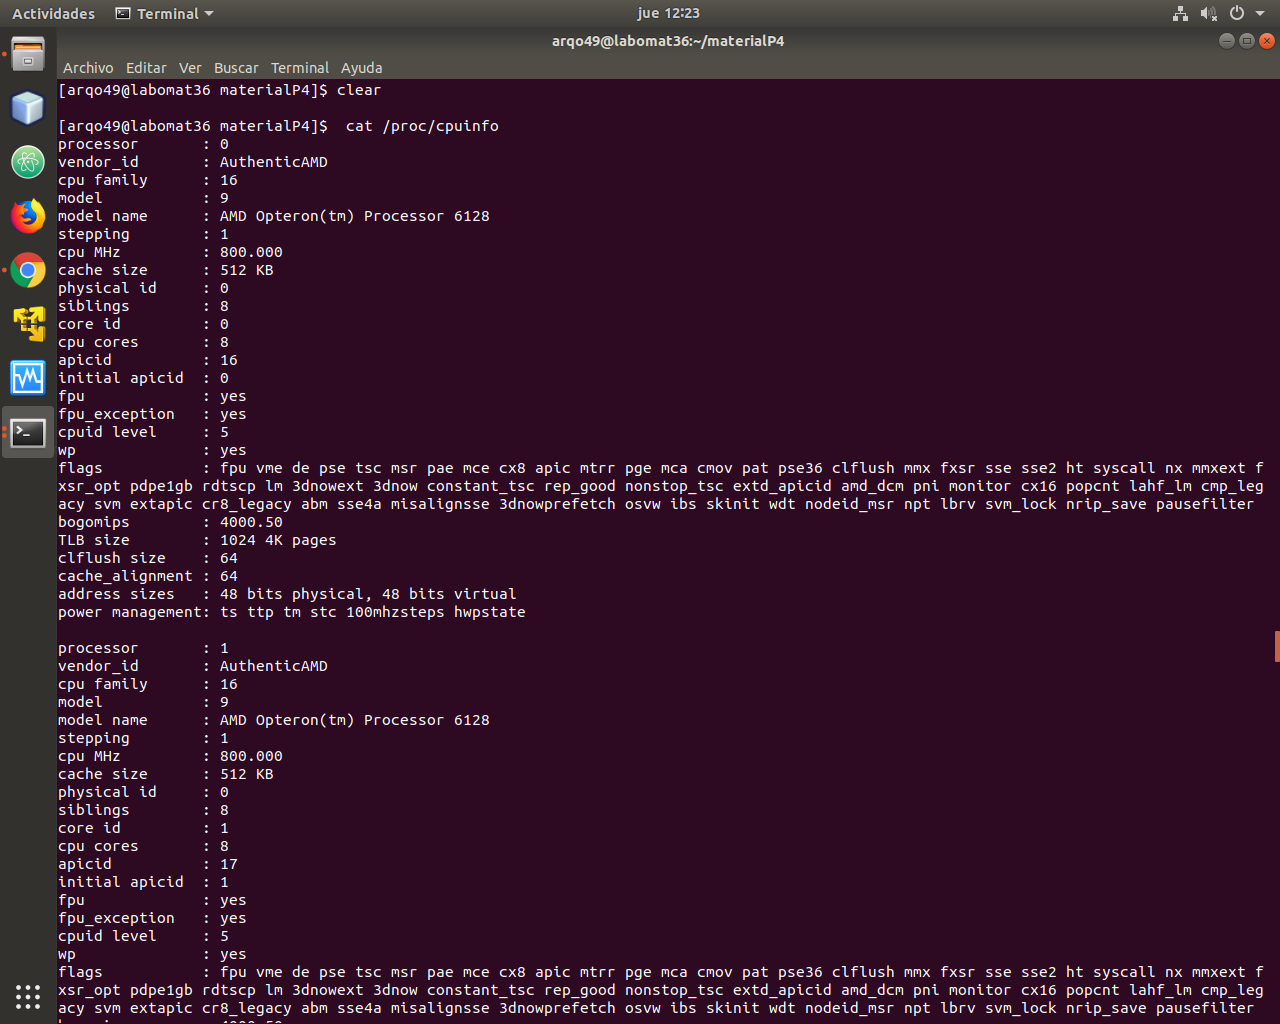 Actividades Terminal jue 12:23
arqo49@labomat36:~/materialP4
Archivo Editar Ver Buscar Terminal Ayuda
[arqo49@labomat36 materialP4]$ clear
[arqo49@labomat36 materialP4]$  cat /proc/cpuinfo
processor       : 0
vendor_id       : AuthenticAMD
cpu family      : 16
model           : 9
model name      : AMD Opteron(tm) Processor 6128
stepping        : 1
cpu MHz         : 800.000
cache size      : 512 KB
physical id     : 0
siblings        : 8
core id         : 0
cpu cores       : 8
apicid          : 16
initial apicid  : 0
fpu             : yes
fpu_exception   : yes
cpuid level     : 5
wp              : yes
flags           : fpu vme de pse tsc msr pae mce cx8 apic mtrr pge mca cmov pat pse36 clflush mmx fxsr sse sse2 ht syscall nx mmxext f
xsr_opt pdpe1gb rdtscp lm 3dnowext 3dnow constant_tsc rep_good nonstop_tsc extd_apicid amd_dcm pni monitor cx16 popcnt lahf_lm cmp_leg
acy svm extapic cr8_legacy abm sse4a misalignsse 3dnowprefetch osvw ibs skinit wdt nodeid_msr npt lbrv svm_lock nrip_save pausefilter
bogomips        : 4000.50
TLB size        : 1024 4K pages
clflush size    : 64
cache_alignment : 64
address sizes   : 48 bits physical, 48 bits virtual
power management: ts ttp tm stc 100mhzsteps hwpstate
processor       : 1
vendor_id       : AuthenticAMD
cpu family      : 16
model           : 9
model name      : AMD Opteron(tm) Processor 6128
stepping        : 1
cpu MHz         : 800.000
cache size      : 512 KB
physical id     : 0
siblings        : 8
core id         : 1
cpu cores       : 8
apicid          : 17
initial apicid  : 1
fpu             : yes
fpu_exception   : yes
cpuid level     : 5
wp              : yes
flags           : fpu vme de pse tsc msr pae mce cx8 apic mtrr pge mca cmov pat pse36 clflush mmx fxsr sse sse2 ht syscall nx mmxext f
xsr_opt pdpe1gb rdtscp lm 3dnowext 3dnow constant_tsc rep_good nonstop_tsc extd_apicid amd_dcm pni monitor cx16 popcnt lahf_lm cmp_leg
acy svm extapic cr8_legacy abm sse4a misalignsse 3dnowprefetch osvw ibs skinit wdt nodeid_msr npt lbrv svm_lock nrip_save pausefilter